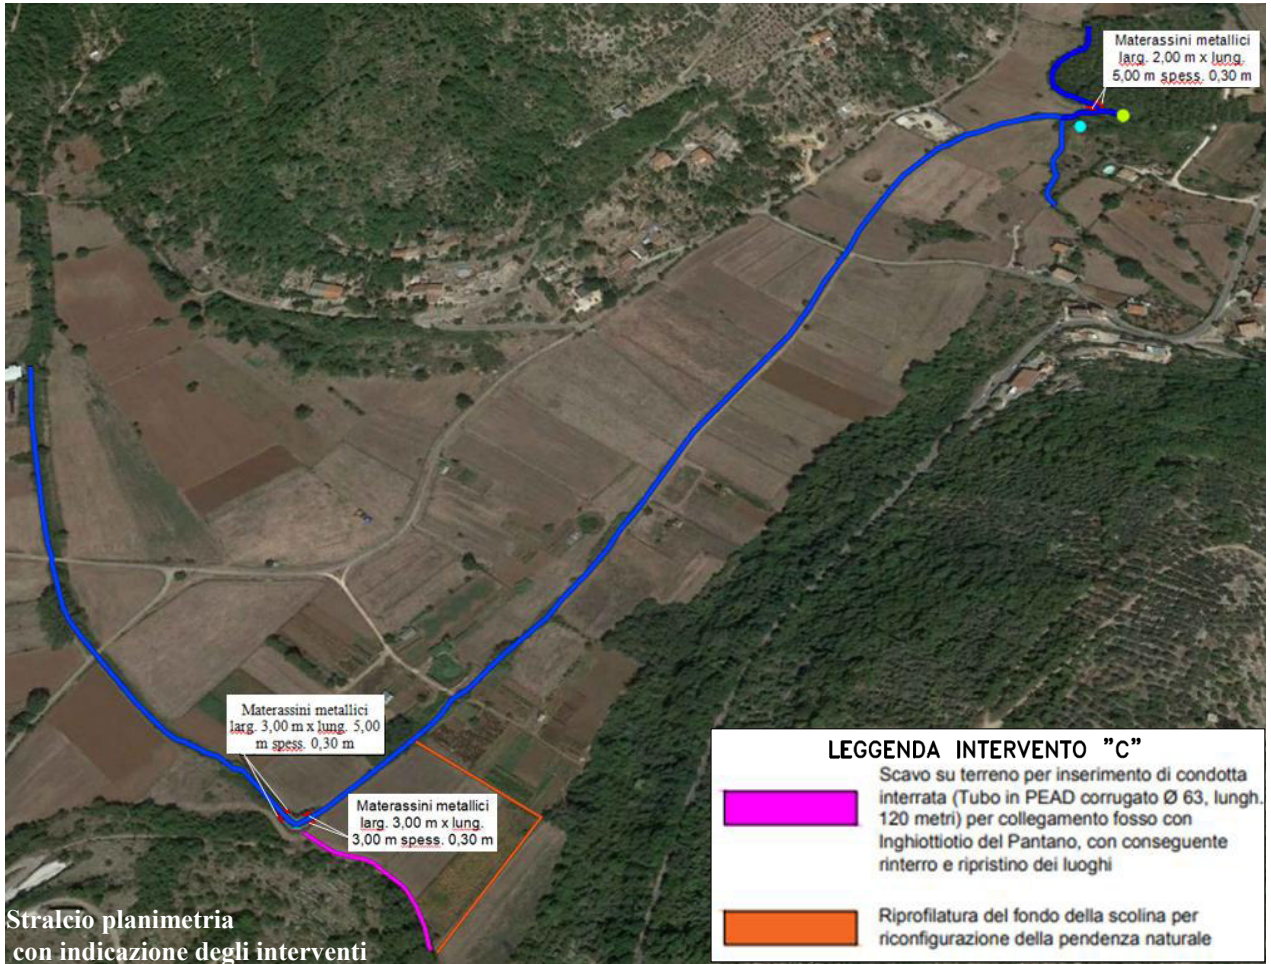 Materassini metallici
larg. 2,00 m x lung.
5,00 m spess. 0,30 m
Materassini metallici
larg. 3,00 m x lung. 5,00
m spess. 0,30 m
Materassini metallici
larg. 3,00 m x lung.
3,00 m spess. 0,30 m
LEGGENDA INTERVENTO "C"
Scavo su terreno per inserimento di condotta
interrata (Tubo in PEAD corrugato Ø 63, lungh.
120 metri) per collegamento fosso con
Inghiottiotio del Pantano, con conseguente
rinterro e ripristino dei luoghi
Riprofilatura del fondo della scolina per
riconfigurazione della pendenza naturale
Stralcio planimetria
con indicazione degli interventi